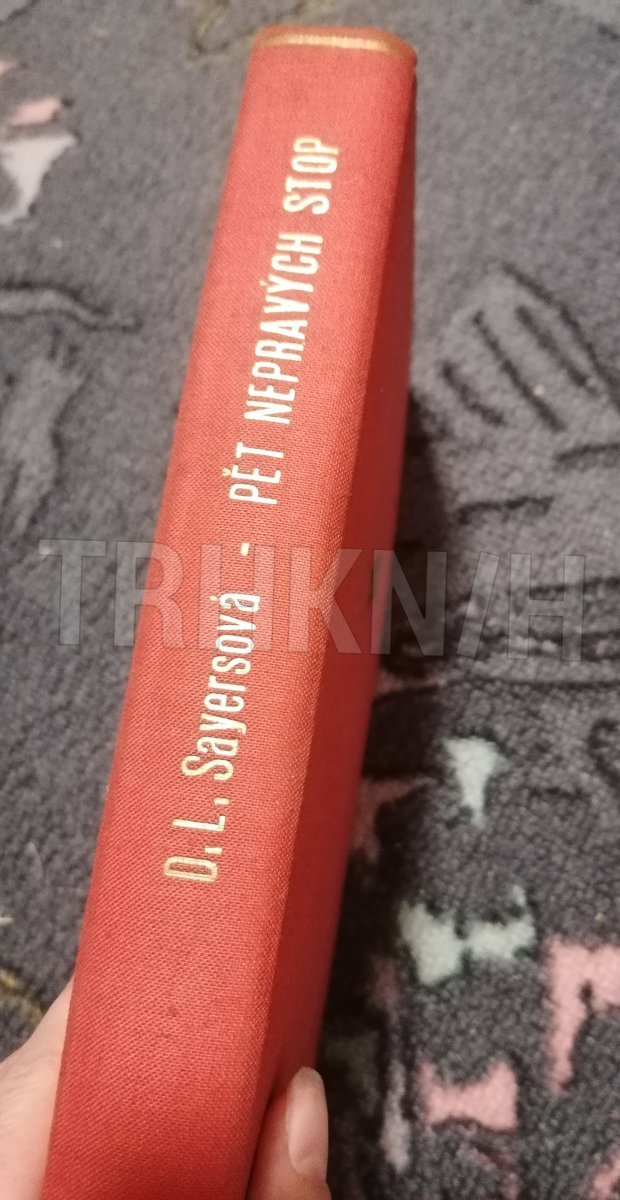 D. L. Sayersová - PĚT NEPRAVÝCH STOP
TRHKNIH